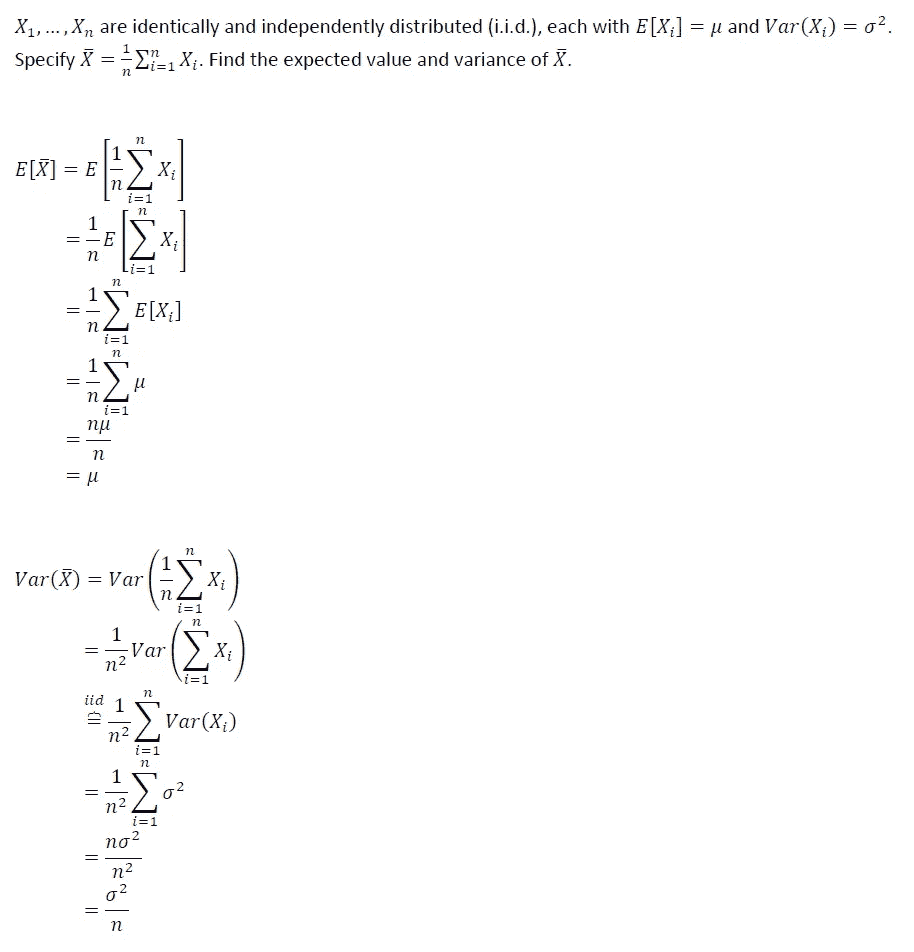 X₁, … , Xₙ are identically and independently distributed (i.i.d.), each with E[Xᵢ] = μ and Var(Xᵢ) = σ².
Specify X̄ = 1/n ∑ⁿᵢ₌₁ Xᵢ. Find the expected value and variance of X̄.
E[X̄] = E[1/n ∑ⁿᵢ₌₁ Xᵢ]
= 1/n E[∑ⁿᵢ₌₁ Xᵢ]
= 1/n ∑ⁿᵢ₌₁ E[Xᵢ]
= 1/n ∑ⁿᵢ₌₁ μ
= nμ/n
= μ
Var(X̄) = Var(1/n ∑ⁿᵢ₌₁ Xᵢ)
= 1/n² Var(∑ⁿᵢ₌₁ Xᵢ)
iid ≘ 1/n² ∑ⁿᵢ₌₁ Var(Xᵢ)
= 1/n² ∑ⁿᵢ₌₁ σ²
= nσ²/n²
= σ²/n